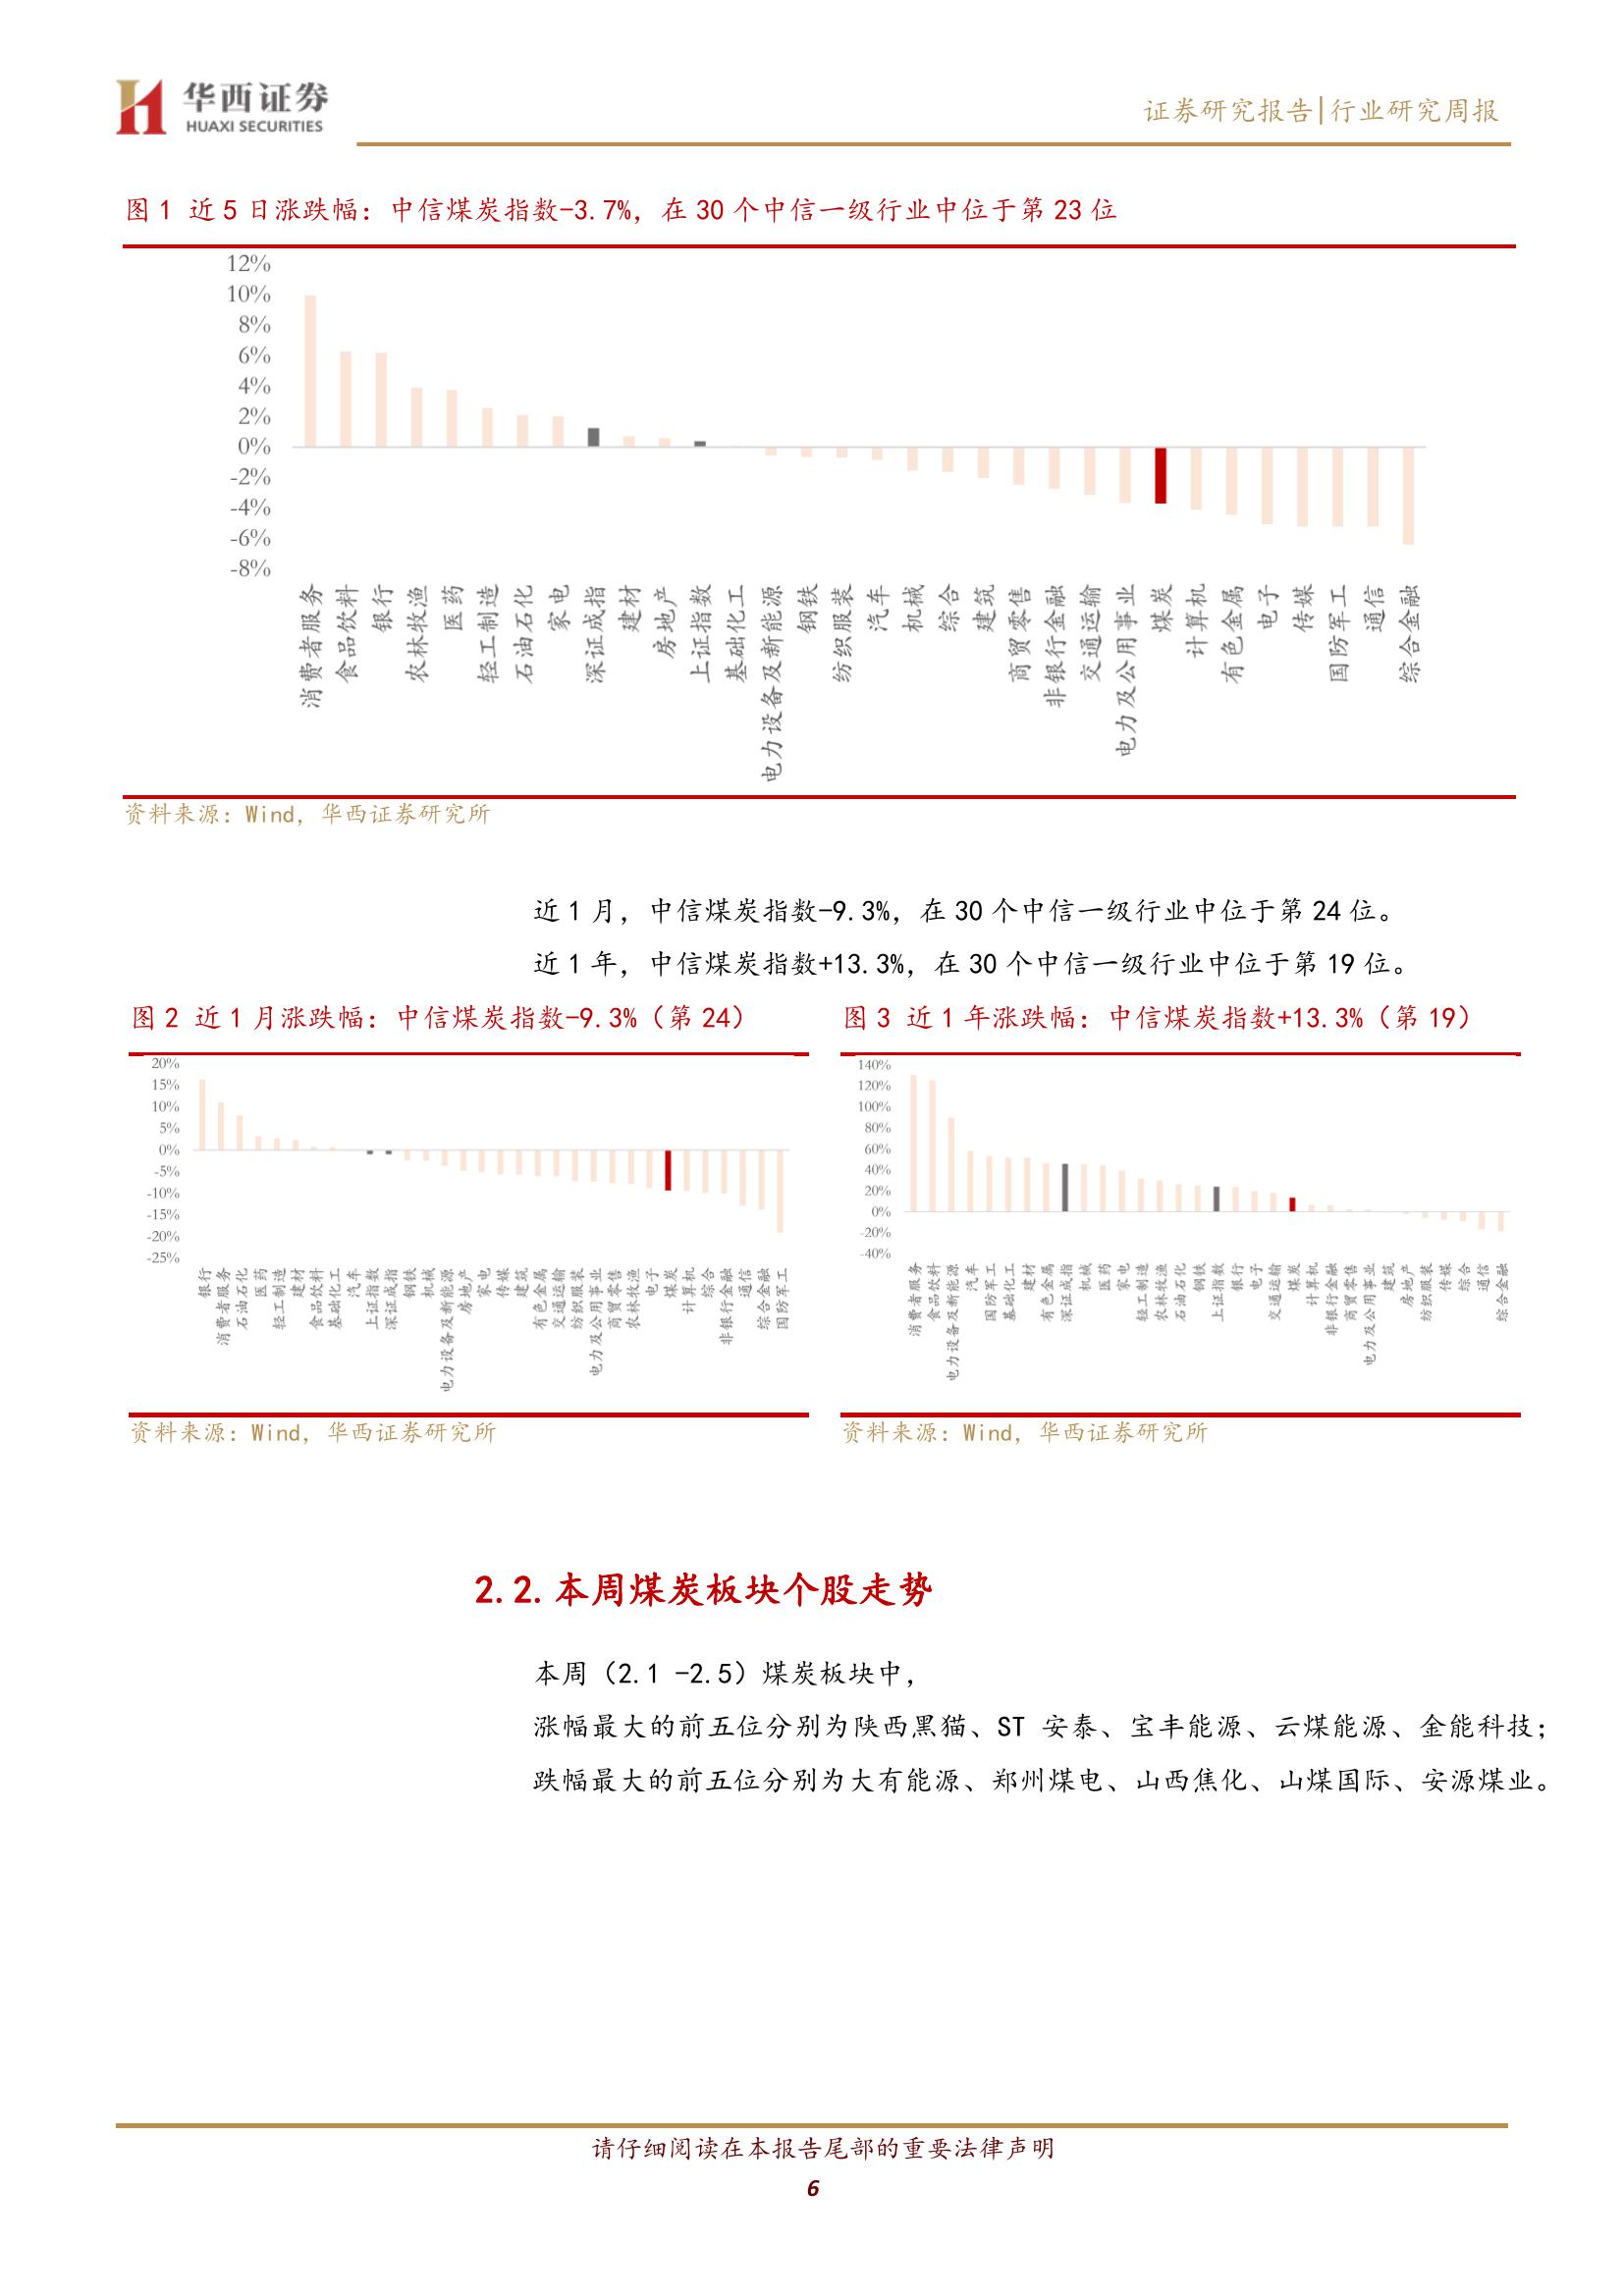 华西证券
HUAXI SECURITIES
证券研究报告|行业研究周报
图 1 近 5 日涨跌幅：中信煤炭指数-3.7%，在 30 个中信一级行业中位于第 23 位
12%
10%
8%
6%
4%
2%
0%
-2%
-4%
-6%
-8%
消费者服务
食品饮料
银行
农林牧渔
医药
轻工制造
石油石化
家电
深证成指
建材
房地产
上证指数
基础化工
电力设备及新能源
钢铁
纺织服装
汽车
机械
综合
建筑
商贸零售
非银行金融
交通运输
电力及公用事业
煤炭
计算机
有色金属
电子
传媒
国防军工
通信
综合金融
资料来源：Wind，华西证券研究所
近 1 月，中信煤炭指数-9.3%，在 30 个中信一级行业中位于第 24 位。
近 1 年，中信煤炭指数+13.3%，在 30 个中信一级行业中位于第 19 位。
图 2 近 1 月涨跌幅：中信煤炭指数-9.3%（第 24）
20%
15%
10%
5%
0%
-5%
-10%
-15%
-20%
-25%
银行
消费者服务
石油石化
医药
轻工制造
建材
食品饮料
基础化工
汽车
上证指数
深证成指
钢铁
机械
电力设备及新能源
房地产
家电
传媒
建筑
有色金属
交通运输
纺织服装
电力及公用事业
商贸零售
农林牧渔
电子
煤炭
计算机
综合
非银行金融
通信
综合金融
国防军工
资料来源：Wind，华西证券研究所
图 3 近 1 年涨跌幅：中信煤炭指数+13.3%（第 19）
140%
120%
100%
80%
60%
40%
20%
0%
-20%
-40%
消费者服务
食品饮料
电力设备及新能源
汽车
国防军工
基础化工
建材
有色金属
深证成指
机械
医药
家电
轻工制造
农林牧渔
石油石化
钢铁
上证指数
银行
电子
交通运输
煤炭
计算机
非银行金融
商贸零售
电力及公用事业
建筑
房地产
纺织服装
传媒
综合
通信
综合金融
资料来源：Wind，华西证券研究所
2.2.本周煤炭板块个股走势
本周（2.1 -2.5）煤炭板块中，
涨幅最大的前五位分别为陕西黑猫、ST 安泰、宝丰能源、云煤能源、金能科技；
跌幅最大的前五位分别为大有能源、郑州煤电、山西焦化、山煤国际、安源煤业。
请仔细阅读在本报告尾部的重要法律声明
6